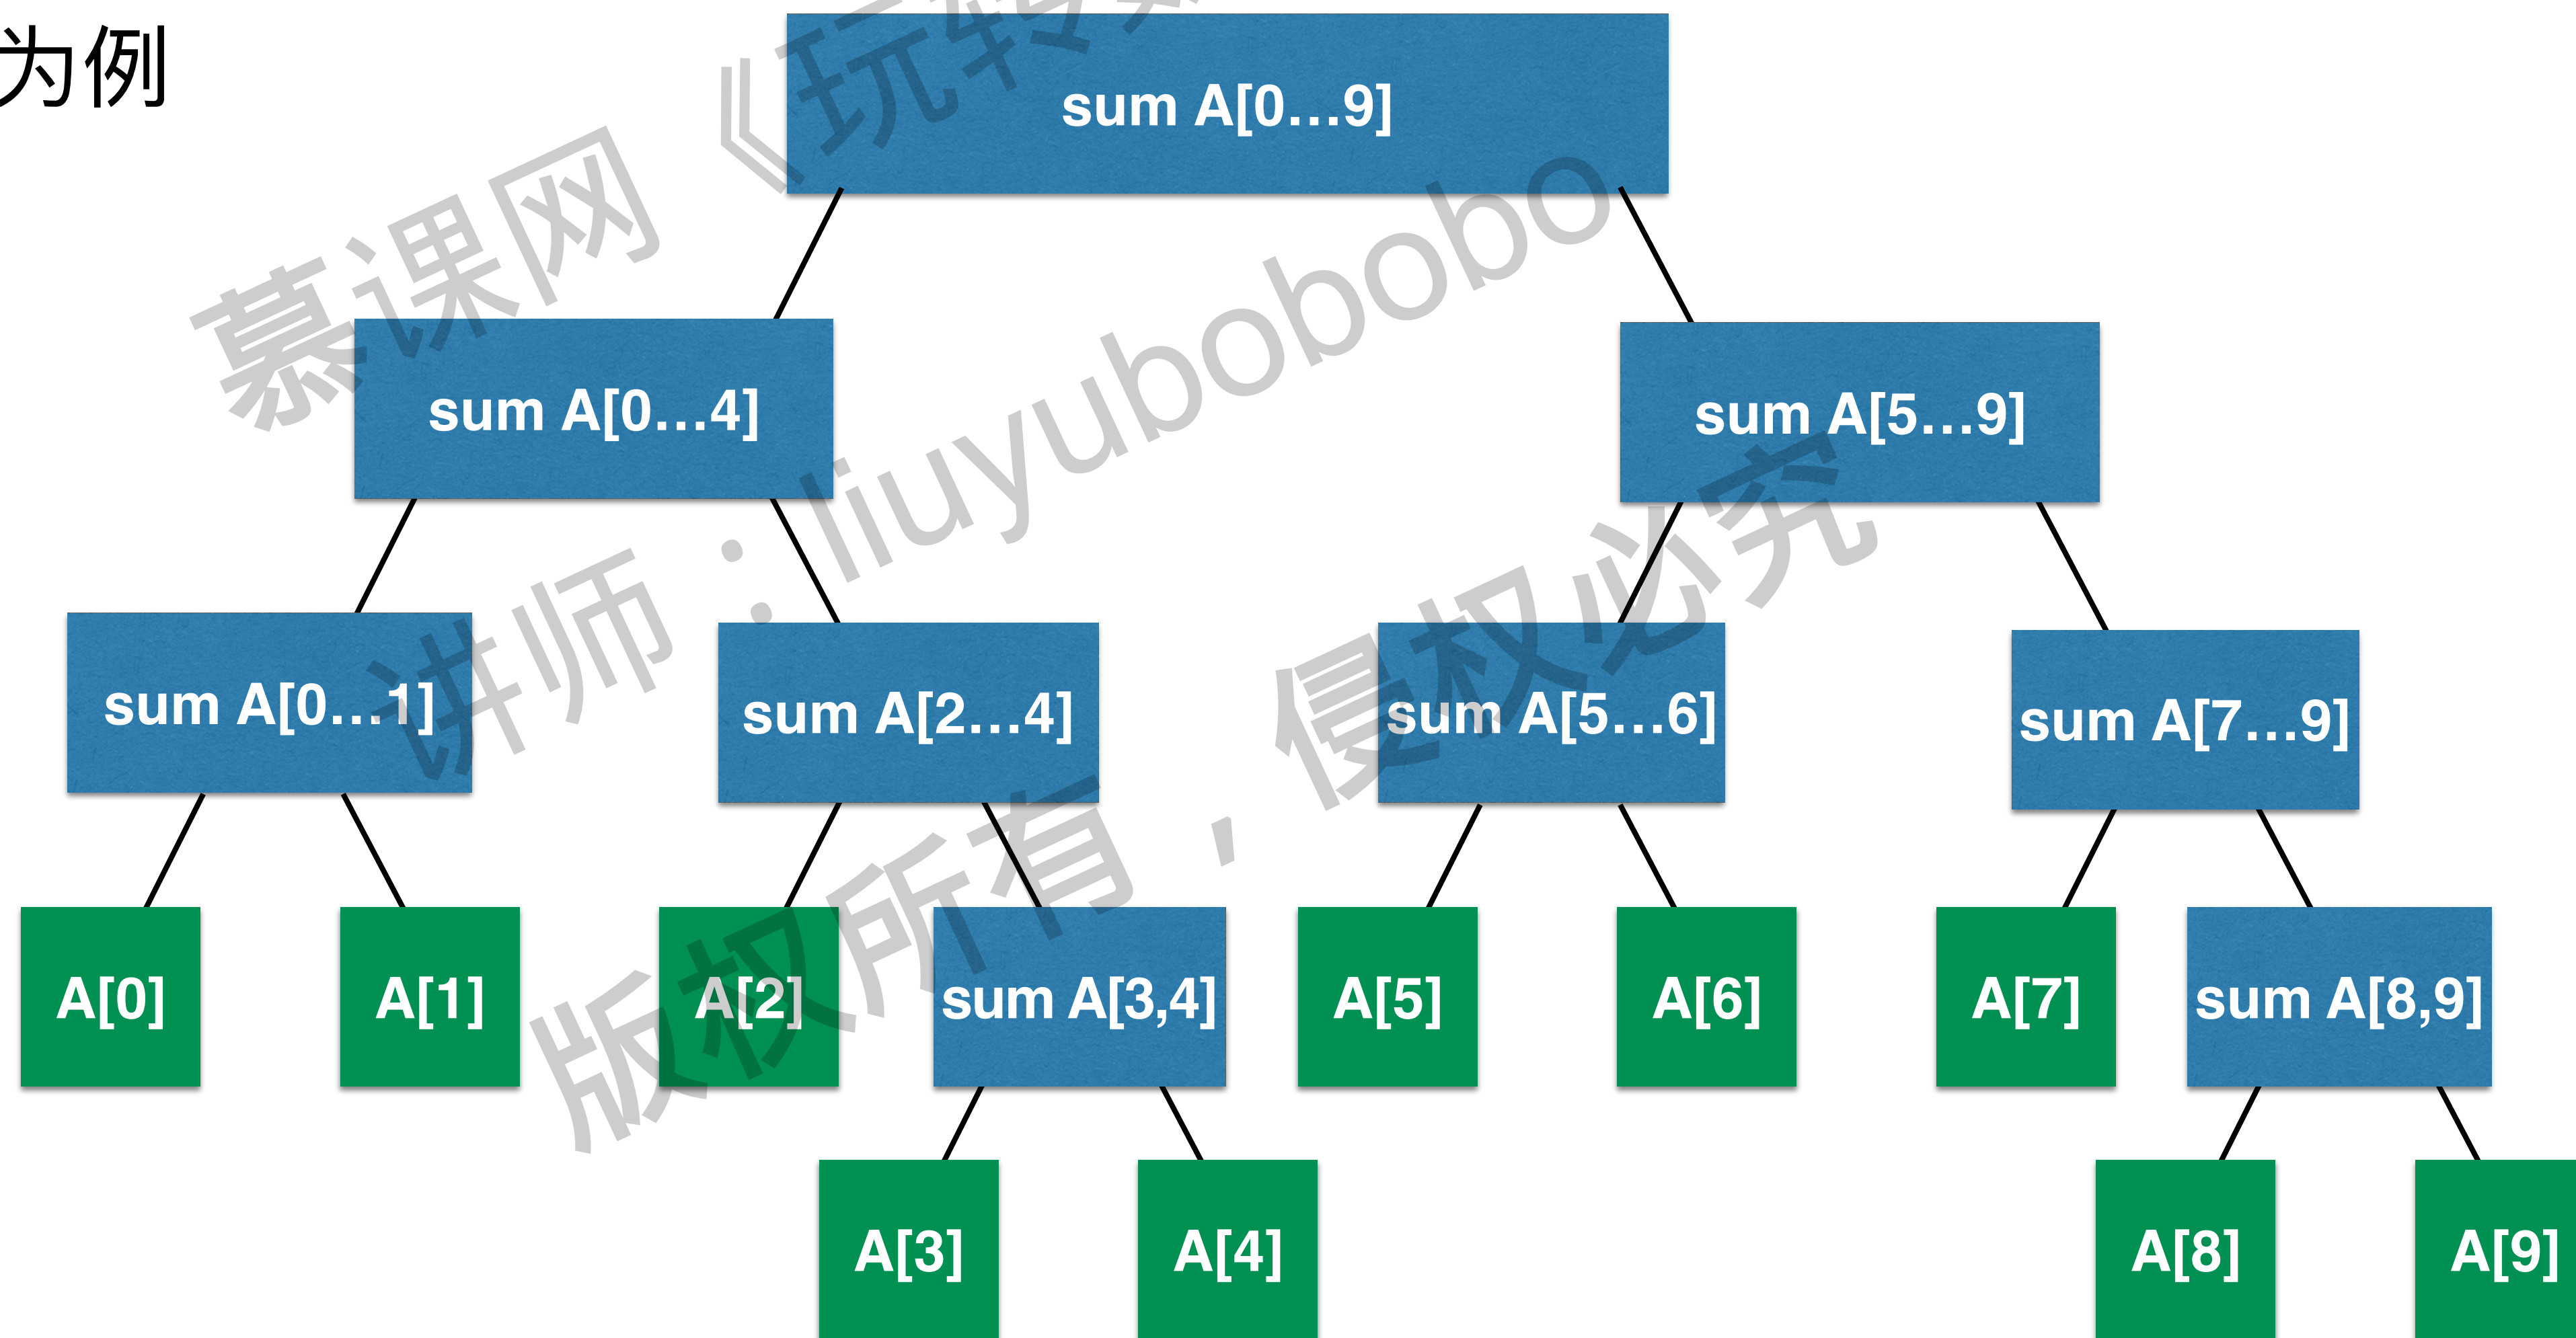 为例
sum A[0…9]
sum A[0…4]
sum A[5…9]
sum A[0…1]
sum A[2…4]
sum A[5…6]
sum A[7…9]
A[0]
A[1]
A[2]
sum A[3,4]
A[5]
A[6]
A[7]
sum A[8,9]
A[3]
A[4]
A[8]
A[9]
慕课网《玩转
讲师：liuyubobobo
版权所有，侵权必究